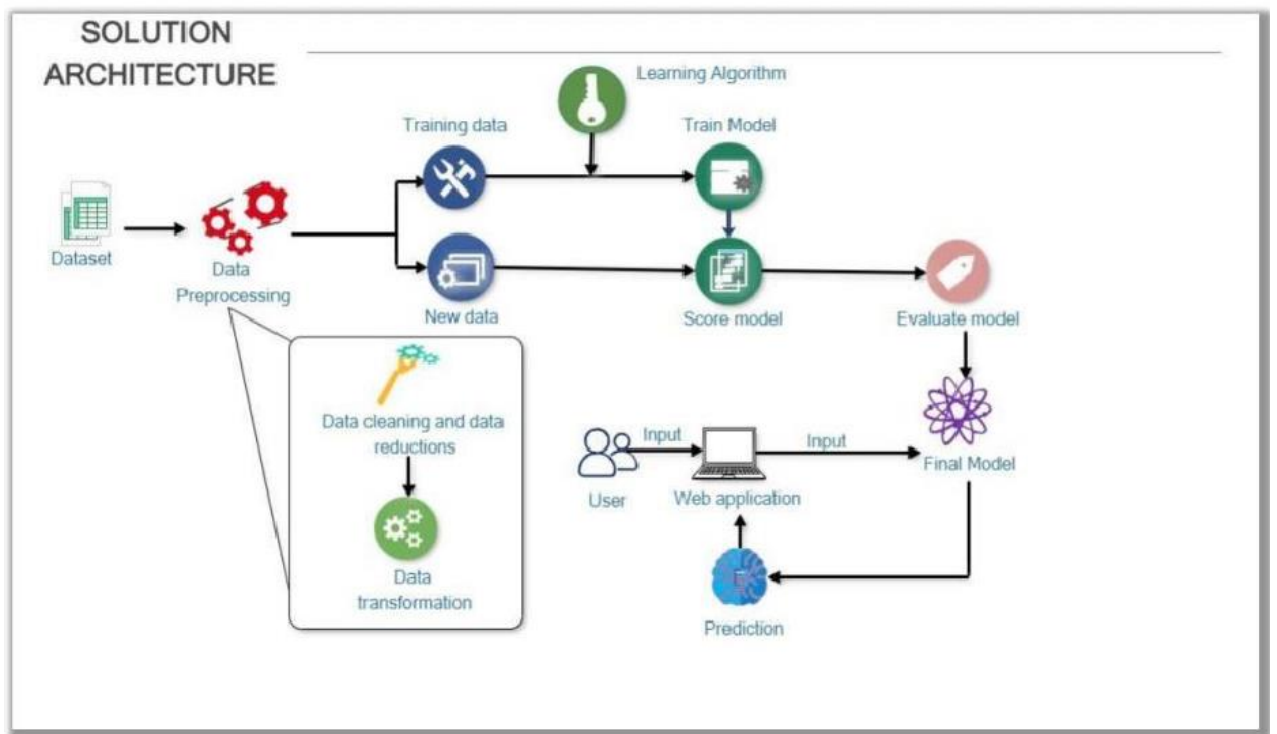 SOLUTION
ARCHITECTURE
Learning Algorithm
Training data
Train Model
Dataset
Data
Preprocessing
New data
Score model
Evaluate model
Data cleaning and data
reductions
Data
transformation
Input
Input
User
Web application
Final Model
Prediction